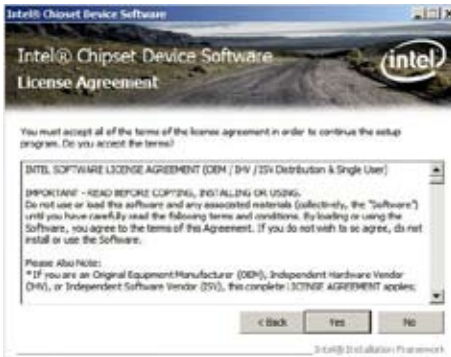 Intel® Chipset Device Software
Intel® Chipset Device Software
License Agreement
intel
You must accept all of the terms of the license agreement in order to continue the setup
program. Do you accept the terms?
INTEL SOFTWARE LICENSE AGREEMENT (OEM / IHV / ISV Distribution & Single User)
IMPORTANT - READ BEFORE COPYING, INSTALLING OR USING.
Do not use or load this software and any associated materials (collectively, the "Software")
until you have carefully read the following terms and conditions. By loading or using the
Software, you agree to the terms of this Agreement. If you do not wish to so agree, do not
install or use the Software.
Please Also Note:
* If you are an Original Equipment Manufacturer (OEM), Independent Hardware Vendor
(IHV), or Independent Software Vendor (ISV), this complete LICENSE AGREEMENT applies;
< Back
Yes
No
Intel® Installation Framework